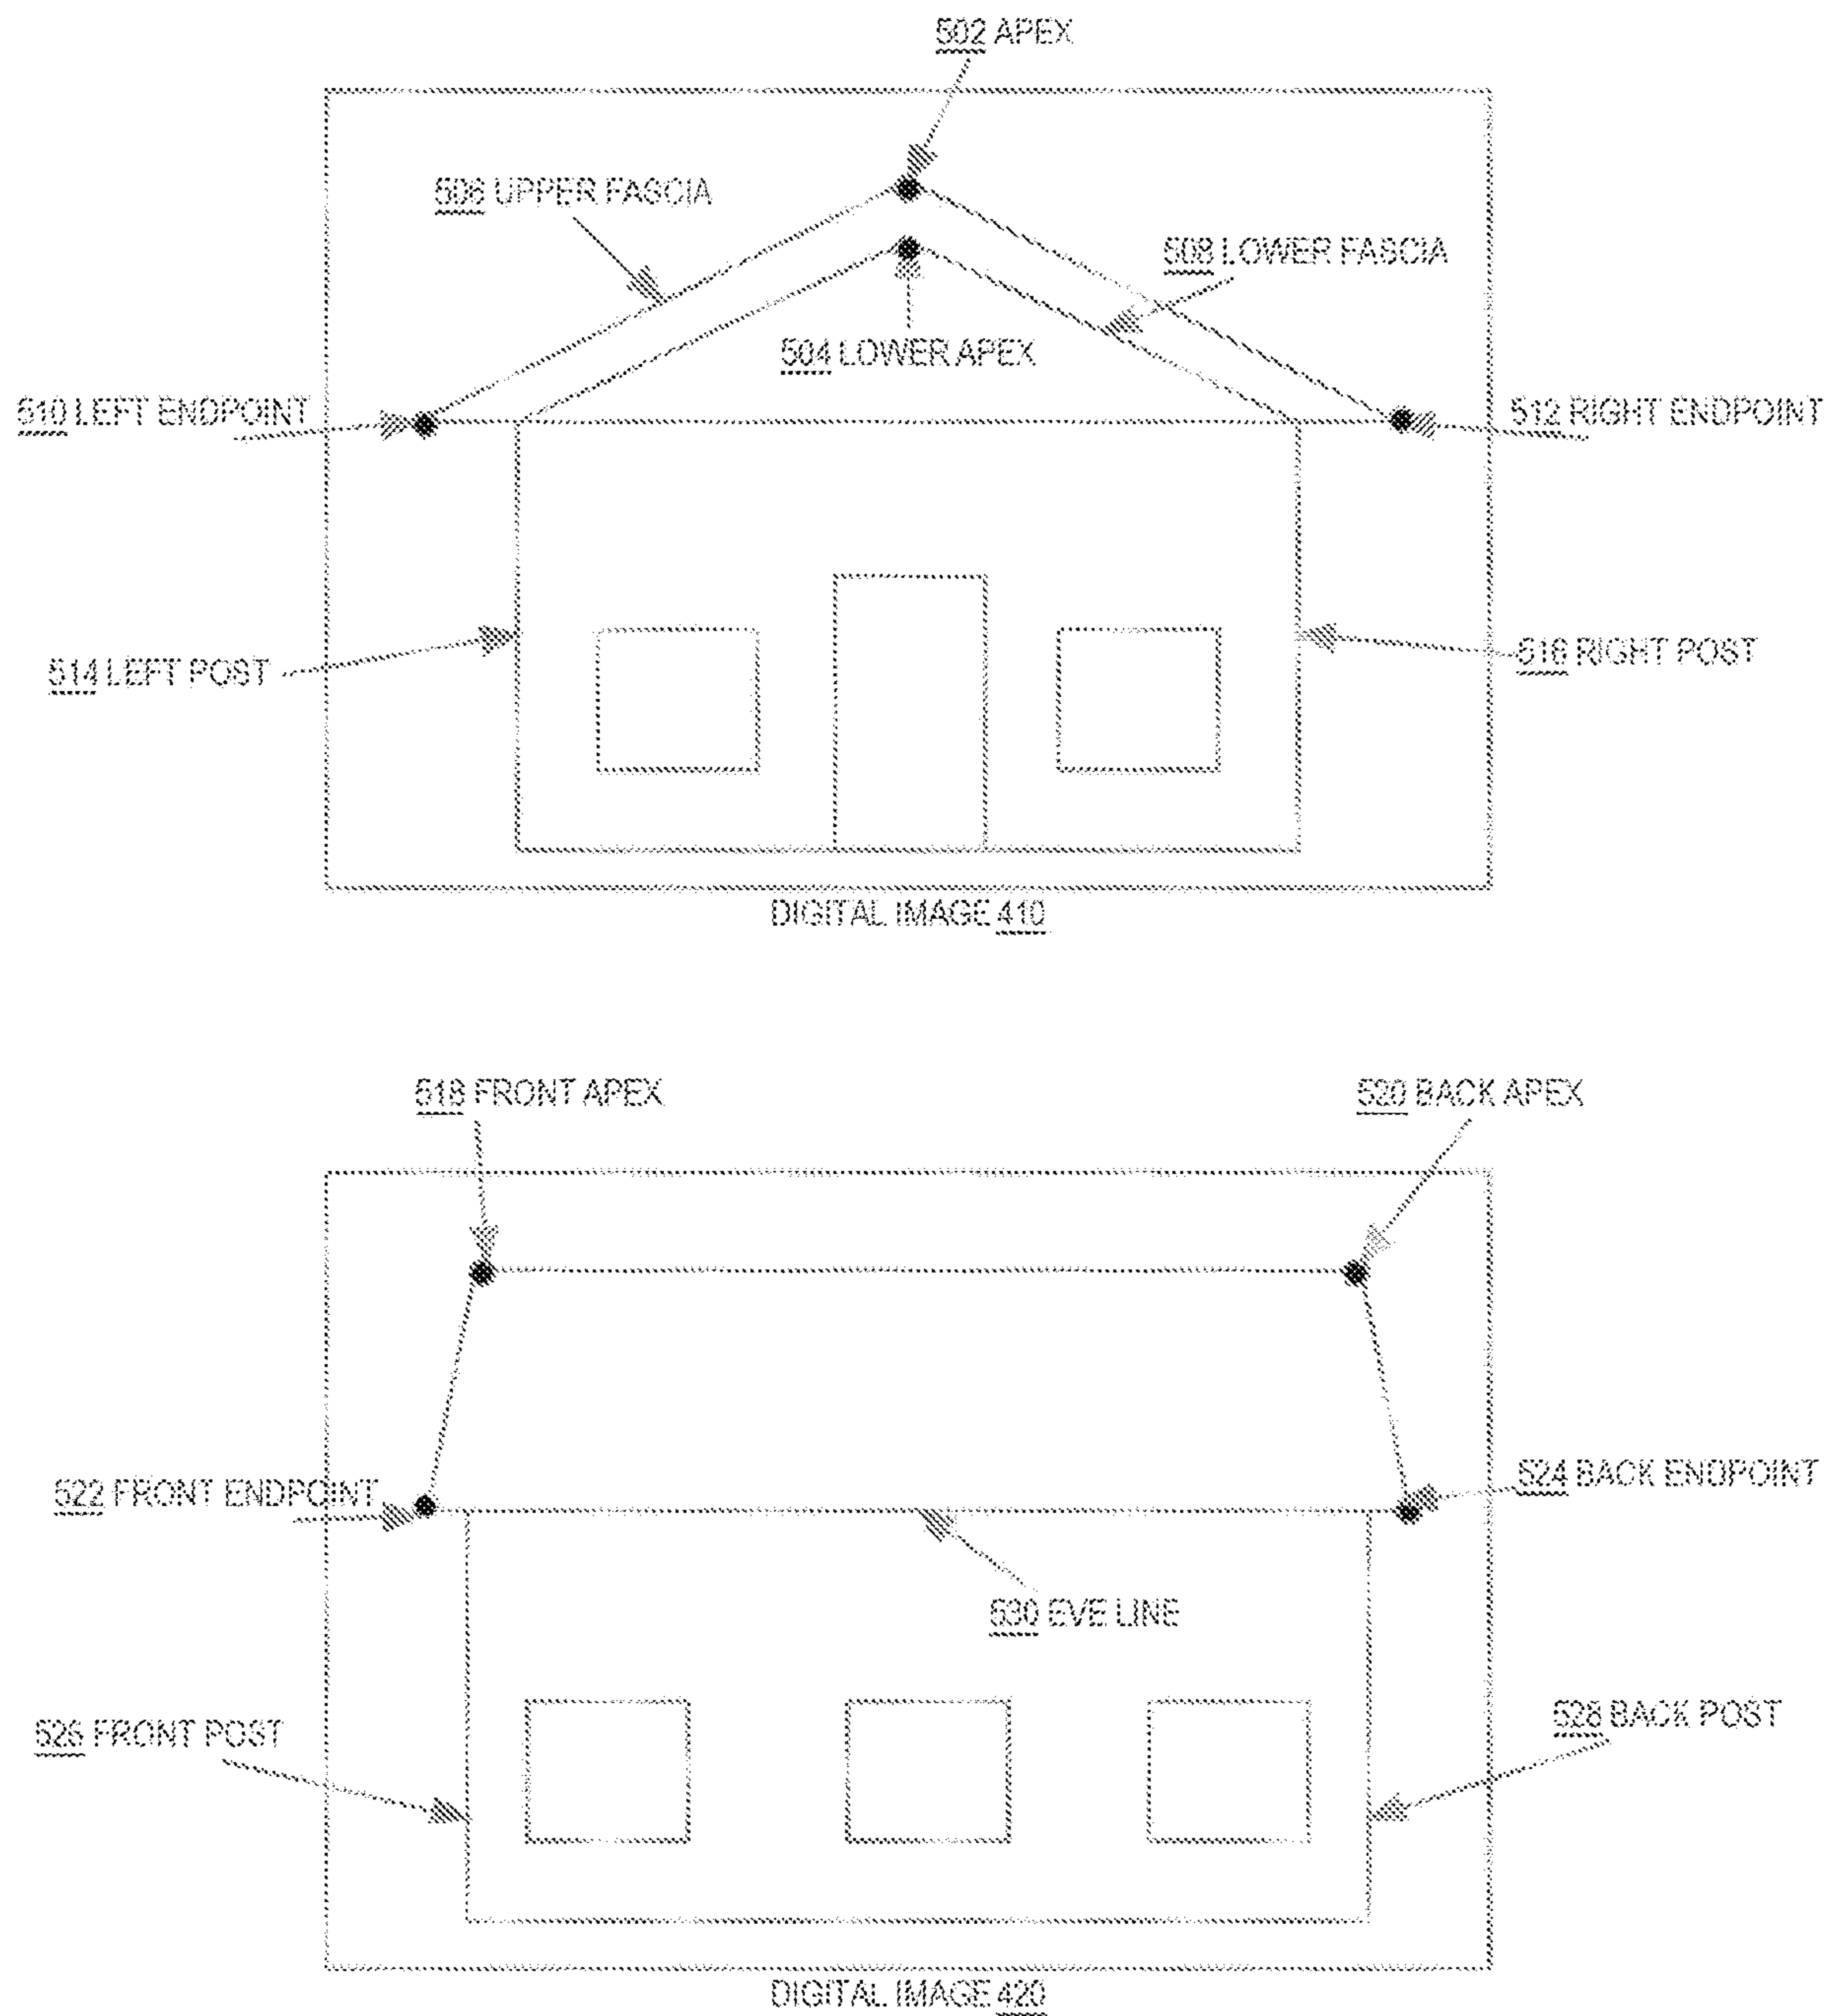 502 APEX
506 UPPER FASCIA
508 LOWER FASCIA
504 LOWER APEX
510 LEFT ENDPOINT
512 RIGHT ENDPOINT
514 LEFT POST
516 RIGHT POST
DIGITAL IMAGE 410
518 FRONT APEX
520 BACK APEX
522 FRONT ENDPOINT
524 BACK ENDPOINT
530 EVE LINE
526 FRONT POST
528 BACK POST
DIGITAL IMAGE 420